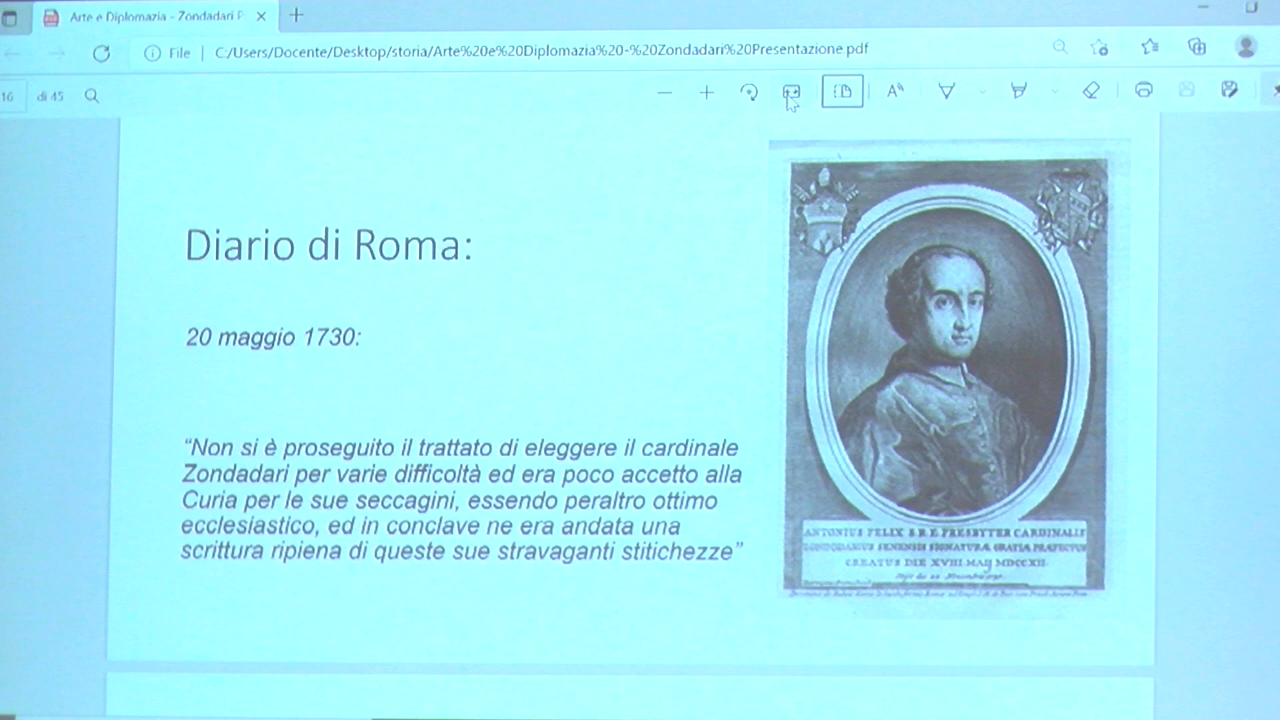 Arte e Diplomazia - Zondadari P
File | C:/Users/Docente/Desktop/storia/Arte%20e%20Diplomazia%20-%20Zondadari%20Presentazione.pdf
16 di 45
Diario di Roma:
20 maggio 1730:
“Non si è proseguito il trattato di eleggere il cardinale
Zondadari per varie difficoltà ed era poco accetto alla
Curia per le sue seccagini, essendo peraltro ottimo
ecclesiastico, ed in conclave ne era andata una
scrittura ripiena di queste sue stravaganti stitichezze”
ANTONIUS FELIX S.R.E. PRESBYTER CARDINALIS
SENENSIS SIGNATURÆ GRATIÆ PRÆFECTUS
CREATUS DIE XVIII MAIJ MDCCXII